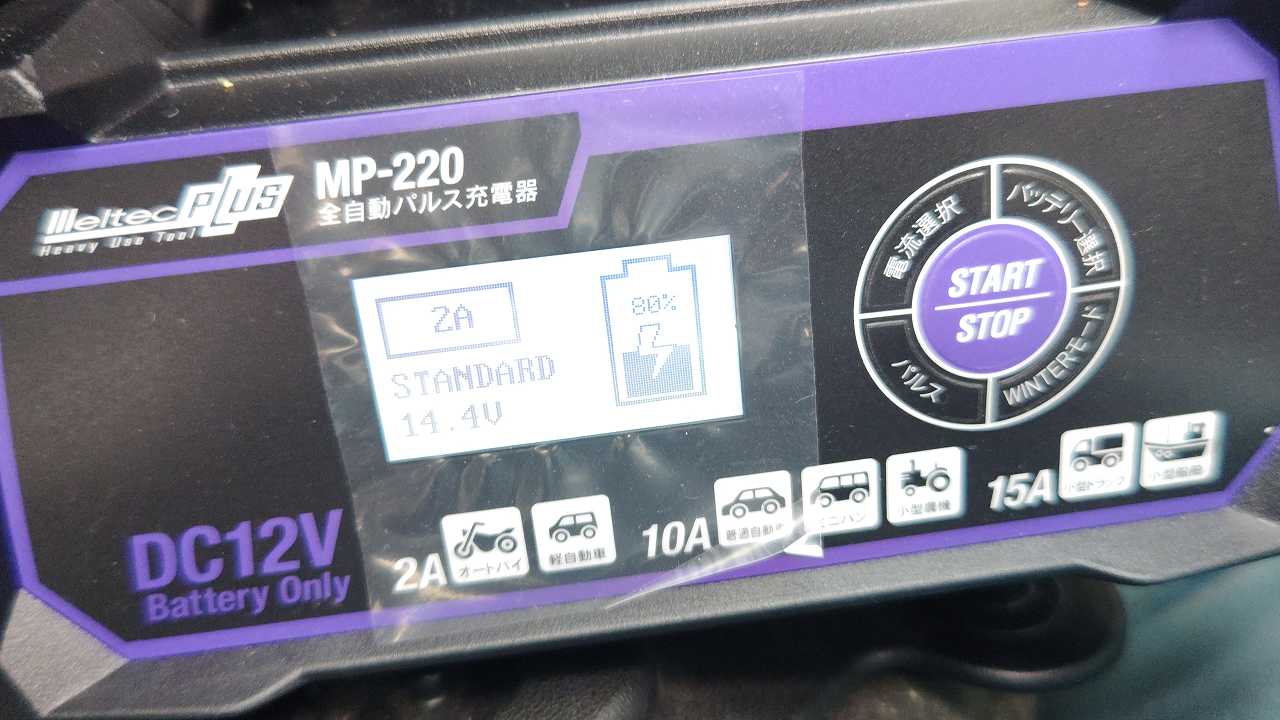 Meltec PLUS
Heavy Use Tool
MP-220
全自動パルス充電器
2A
STANDARD
14.4V
80%
電流選択
バッテリー選択
START
STOP
パルス
WINTERモード
DC12V
Battery Only
2A
オートバイ
軽自動車
10A
普通自動車
ミニバン
小型農機
15A
小型トラック
小型船舶